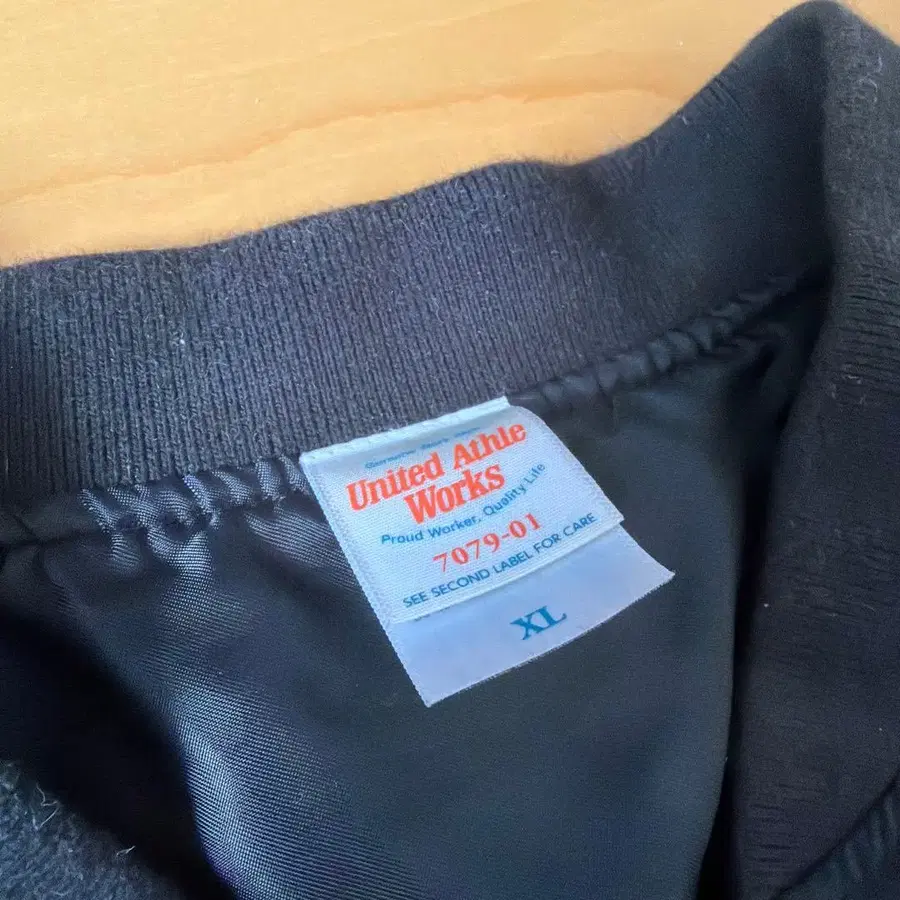 United Athle
Works
Proud Worker, Quality Life
7079-01
SEE SECOND LABEL FOR CARE
XL